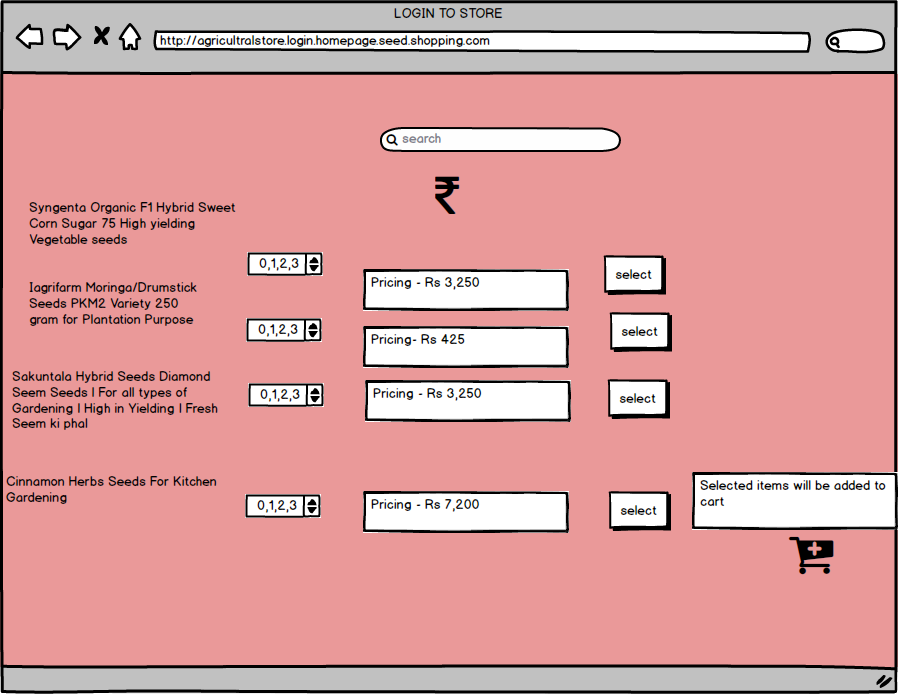 LOGIN TO STORE
http://agricultralstore.login.homepage.seed.shopping.com
search
₹
Syngenta Organic F1 Hybrid Sweet
Corn Sugar 75 High yielding
Vegetable seeds
0,1,2,3
Pricing - Rs 3,250
select
Iagrifarm Moringa/Drumstick
Seeds PKM2 Variety 250
gram for Plantation Purpose
0,1,2,3
Pricing- Rs 425
select
Sakuntala Hybrid Seeds Diamond
Seem Seeds | For all types of
Gardening | High in Yielding | Fresh
Seem ki phal
0,1,2,3
Pricing - Rs 3,250
select
Cinnamon Herbs Seeds For Kitchen
Gardening
0,1,2,3
Pricing - Rs 7,200
select
Selected items will be added to
cart